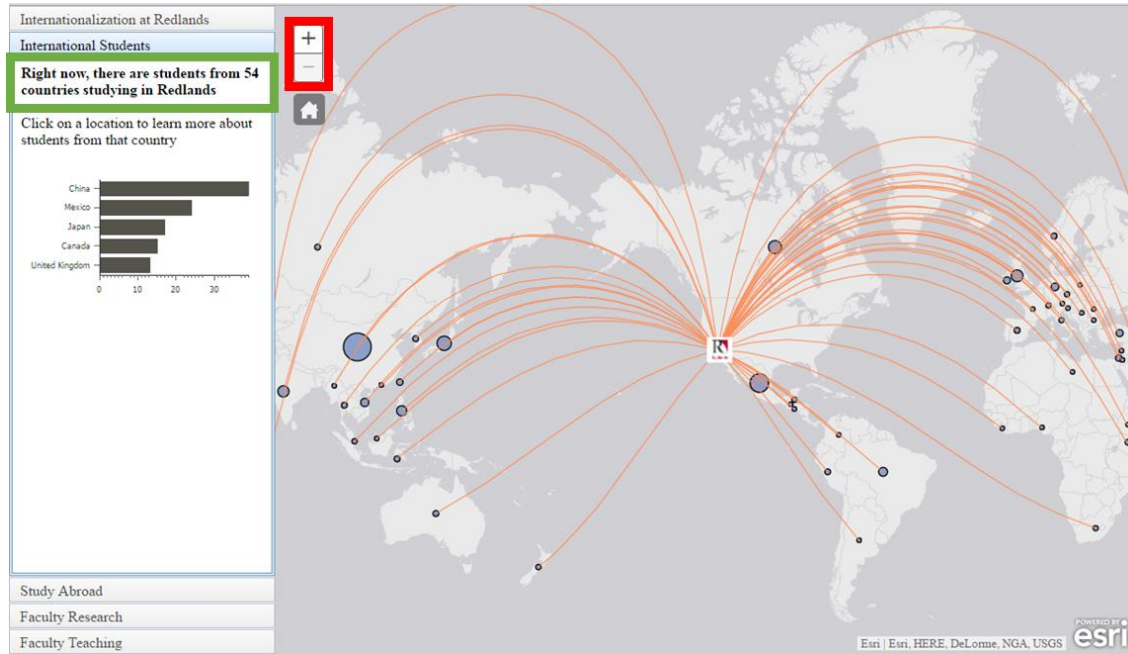 Internationalization at Redlands
International Students
Right now, there are students from 54
countries studying in Redlands
Click on a location to learn more about
students from that country
China
Mexico
Japan
Canada
United Kingdom
0 10 20 30
+
−
R
Study Abroad
Faculty Research
Faculty Teaching
Esri | Esri, HERE, DeLorme, NGA, USGS
POWERED BY
esri